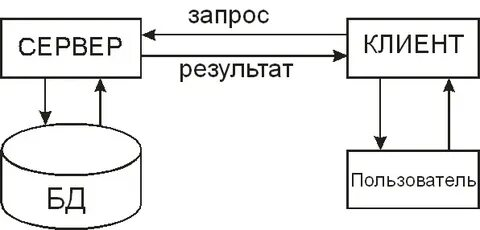 запрос
СЕРВЕР
КЛИЕНТ
результат
БД
Пользователь